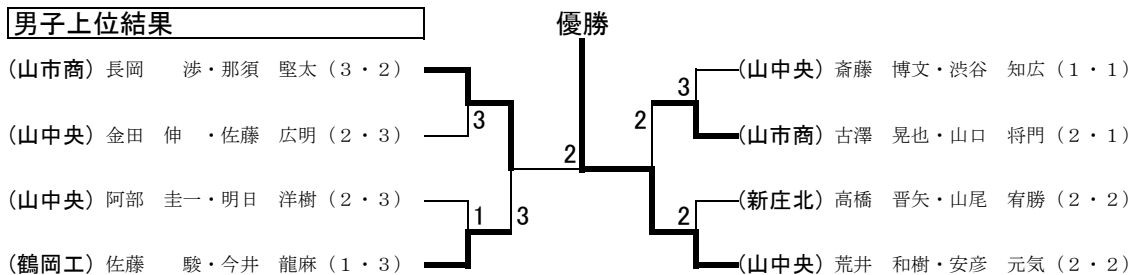 男子上位結果
優勝
(山市商) 長岡　　渉・那須　堅太 (３・２)
(山中央) 斎藤　博文・渋谷　知広 (１・１)
3
3
2
(山中央) 金田　伸　・佐藤　広明 (２・３)
(山市商) 古澤　晃也・山口　将門 (２・１)
2
(山中央) 阿部　圭一・明日　洋樹 (２・３)
(新庄北) 高橋　晋矢・山尾　宥勝 (２・２)
1
3
2
(鶴岡工) 佐藤　　駿・今井　龍麻 (１・３)
(山中央) 荒井　和樹・安彦　元気 (２・２)